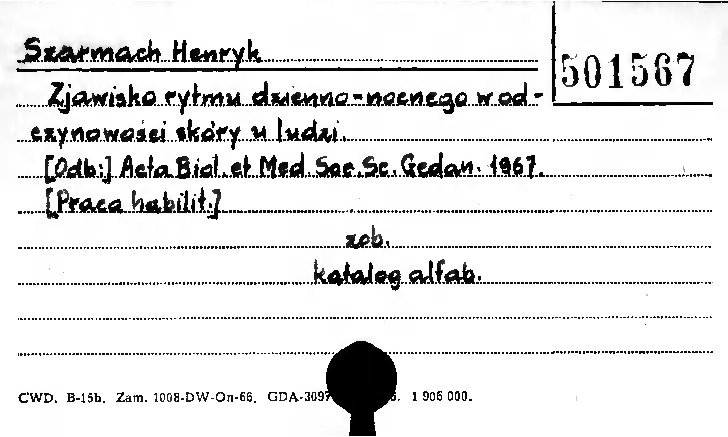 Szarmach Henryk
501567
Zjawisko rytmu dzienno-nocnego w od-
czynowości skóry u ludzi.
[Odb:] Acta Biol. et Med. Soc. Sc. Gedan. 1967.
[Praca habilit.]
zob.
katalog alfab.
CWD. B-15b. Zam. 1008-DW-On-66. GDA-3097 1 906 000.